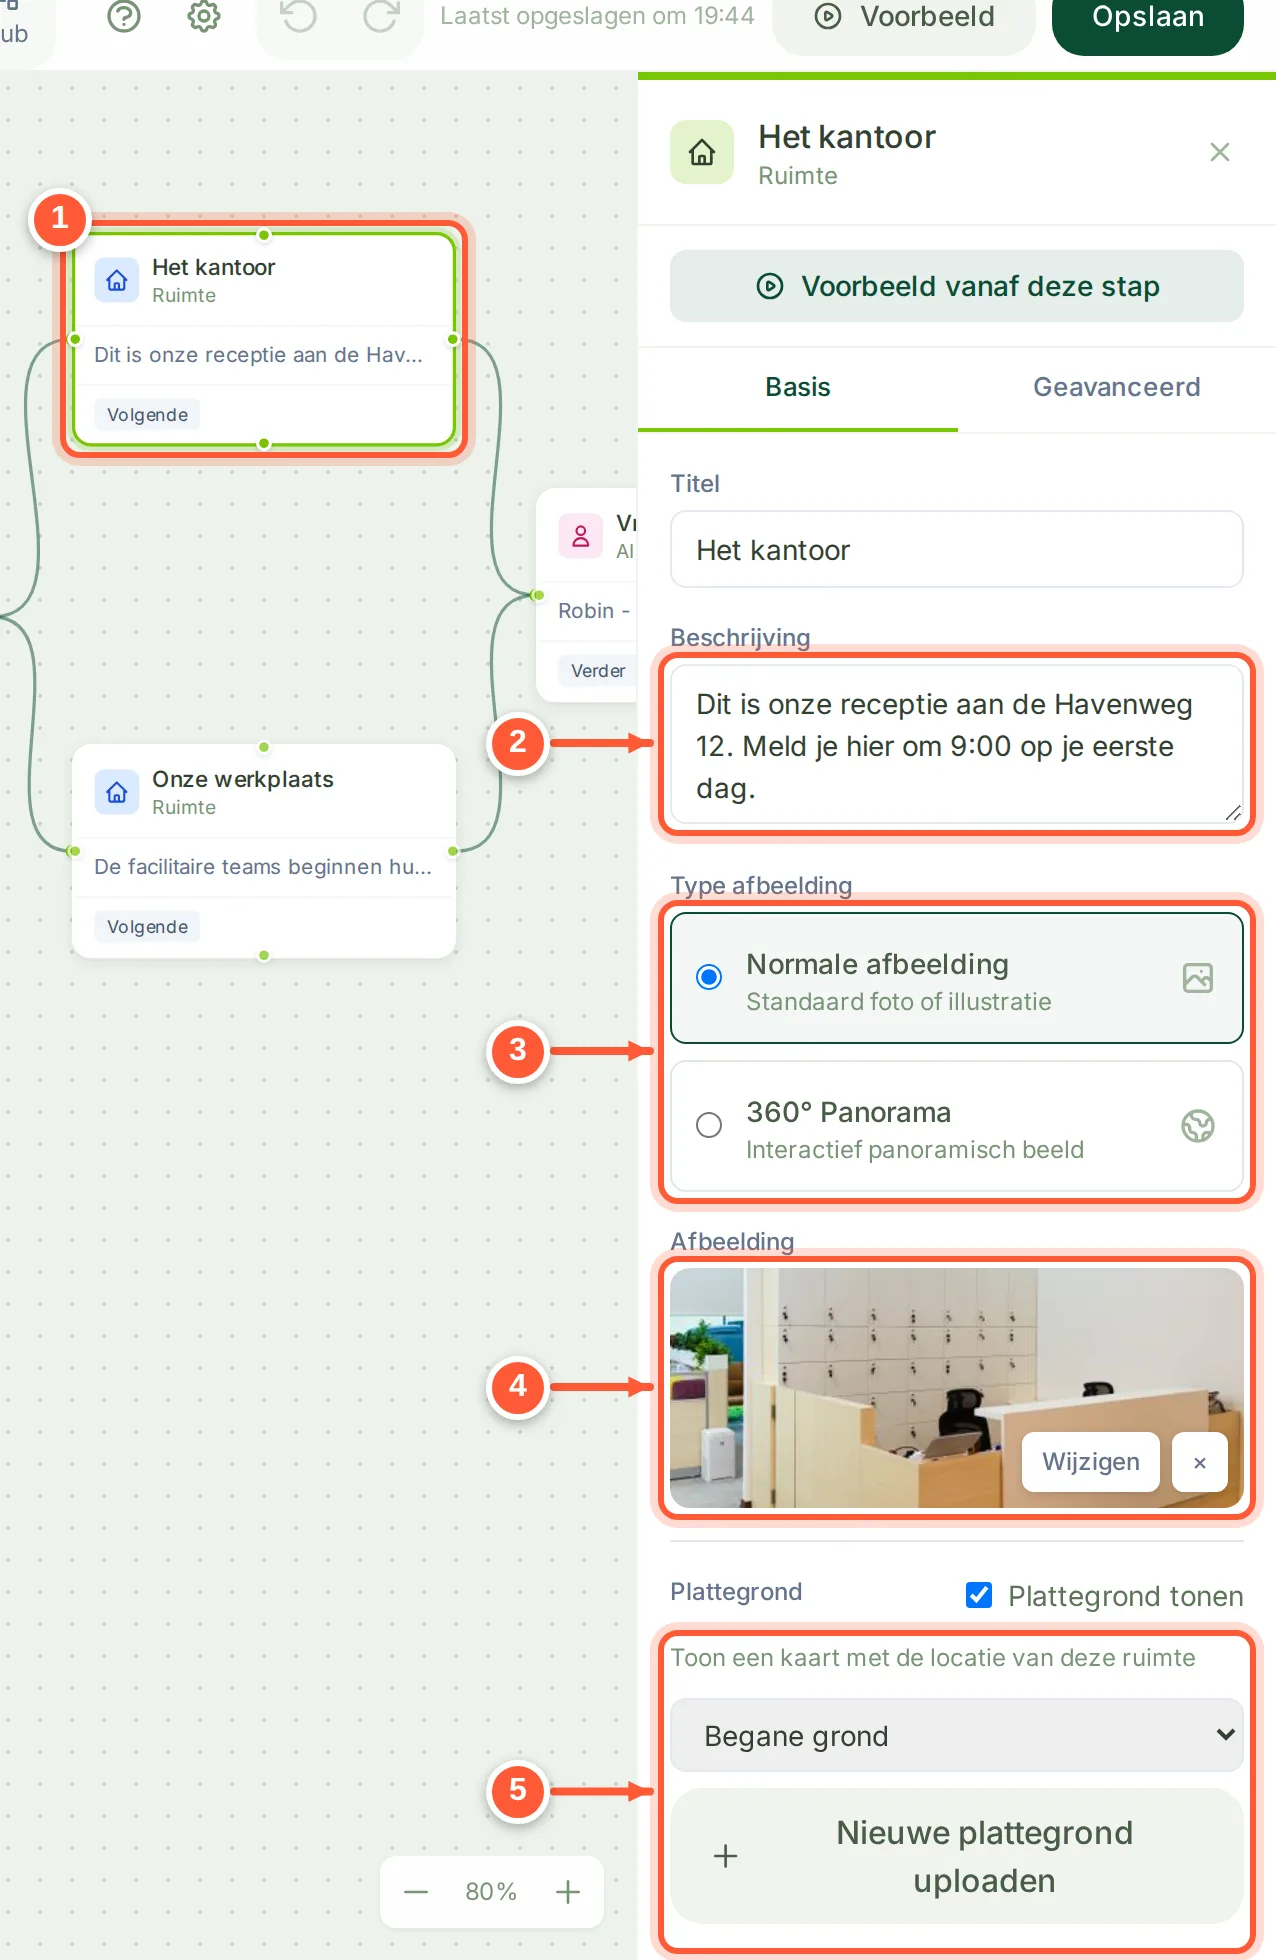 ub
Laatst opgeslagen om 19:44
Voorbeeld
Opslaan
Het kantoor
Ruimte
Voorbeeld vanaf deze stap
Basis
Geavanceerd
1
Het kantoor
Ruimte
Dit is onze receptie aan de Hav...
Volgende
Titel
Het kantoor
AI
Robin -
Verder
Beschrijving
2
Dit is onze receptie aan de Havenweg
12. Meld je hier om 9:00 op je eerste
dag.
Onze werkplaats
Ruimte
De facilitaire teams beginnen hu...
Volgende
Type afbeelding
3
Normale afbeelding
Standaard foto of illustratie
360° Panorama
Interactief panoramisch beeld
Afbeelding
4
Wijzigen
×
Plattegrond
Plattegrond tonen
5
Toon een kaart met de locatie van deze ruimte
Begane grond
+ Nieuwe plattegrond
uploaden
— 80% +